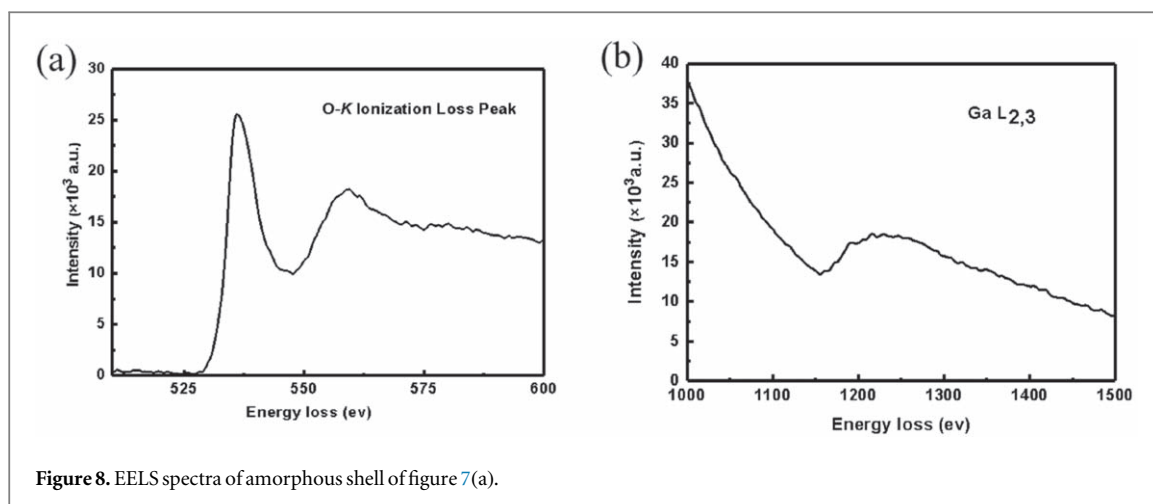 (a)
30
25
20
15
10
5
0
Intensity (×10³ a.u.)
O-K Ionization Loss Peak
525
550
575
600
Energy loss (ev)
(b)
40
35
30
25
20
15
10
5
0
Intensity (×10³a.u.)
Ga L2,3
1000
1100
1200
1300
1400
1500
Energy loss (ev)
Figure 8. EELS spectra of amorphous shell of figure 7(a).